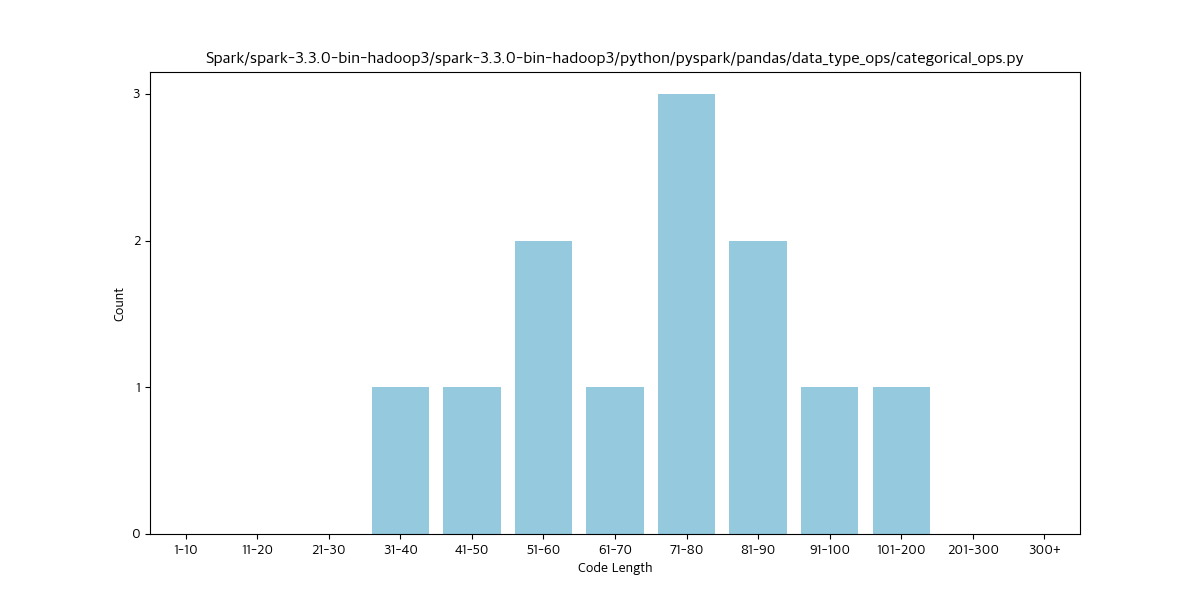 Spark/spark-3.3.0-bin-hadoop3/spark-3.3.0-bin-hadoop3/python/pyspark/pandas/data_type_ops/categorical_ops.py
3
2
1
0
Count
1-10 11-20 21-30 31-40 41-50 51-60 61-70 71-80 81-90 91-100 101-200 201-300 300+
Code Length